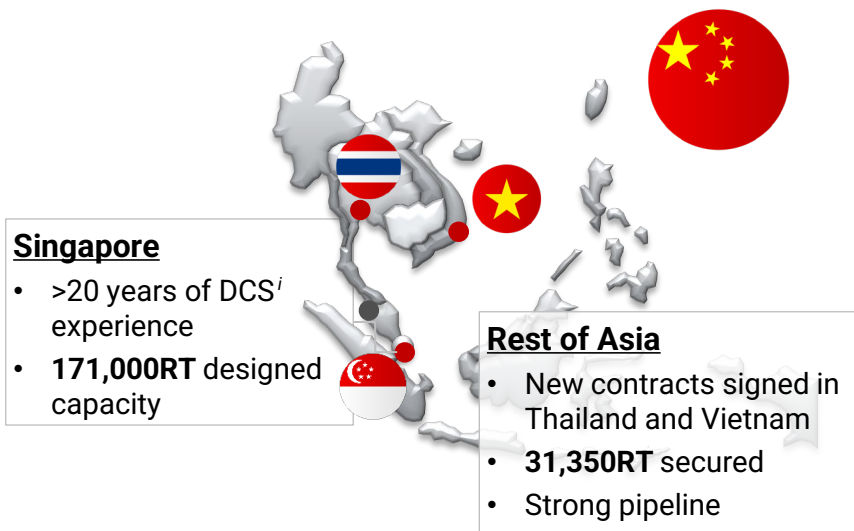 Singapore
• >20 years of DCSⁱ
experience
• 171,000RT designed
capacity
Rest of Asia
• New contracts signed in
Thailand and Vietnam
• 31,350RT secured
• Strong pipeline